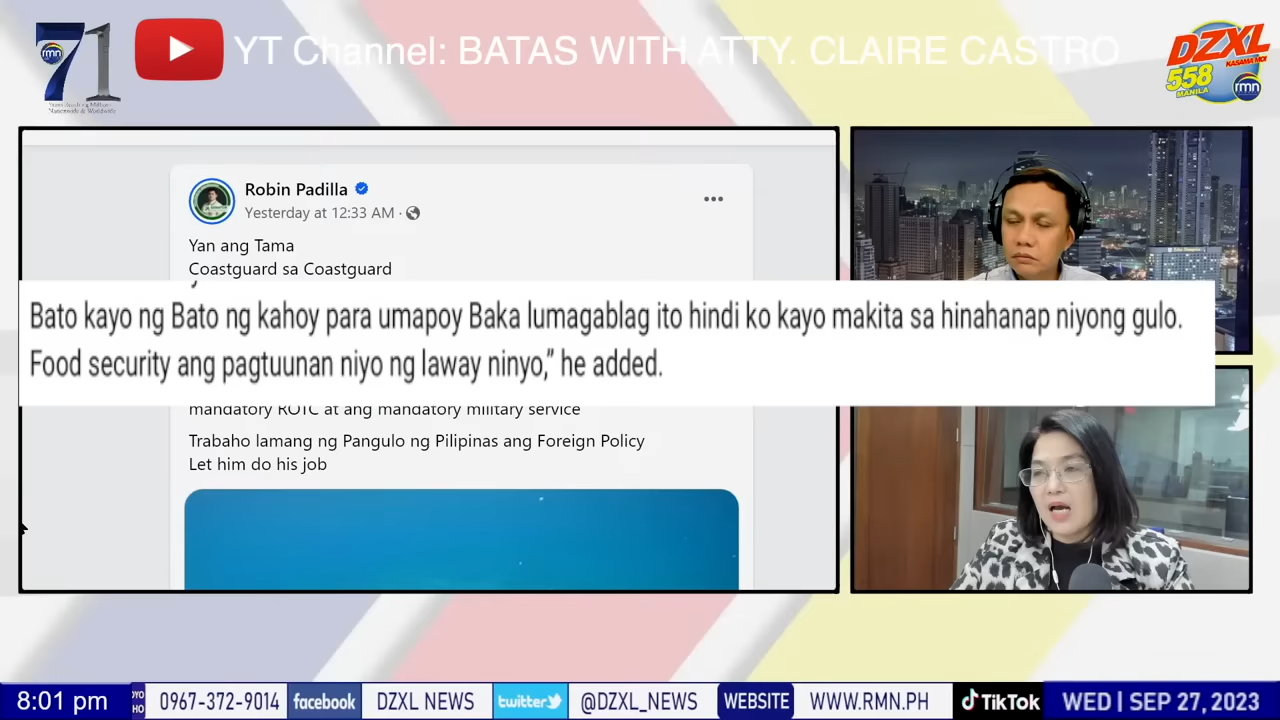 71
rmn
YT Channel: BATAS WITH ATTY. CLAIRE CASTRO
DZXL
558
KASAMA MO!
MANILA
rmn
Robin Padilla
Yesterday at 12:33 AM ·
Yan ang Tama
Coastguard sa Coastguard
Bato kayo ng Bato ng kahoy para umapoy Baka lumagablag ito hindi ko kayo makita sa hinahanap niyong gulo.
Food security ang pagtuunan niyo ng laway ninyo,” he added.
mandatory ROTC at ang mandatory military service
Trabaho lamang ng Pangulo ng Pilipinas ang Foreign Policy
Let him do his job
8:01 pm
0967-372-9014
facebook
DZXL NEWS
twitter
@DZXL_NEWS
WEBSITE
WWW.RMN.PH
TikTok
WED | SEP 27, 2023